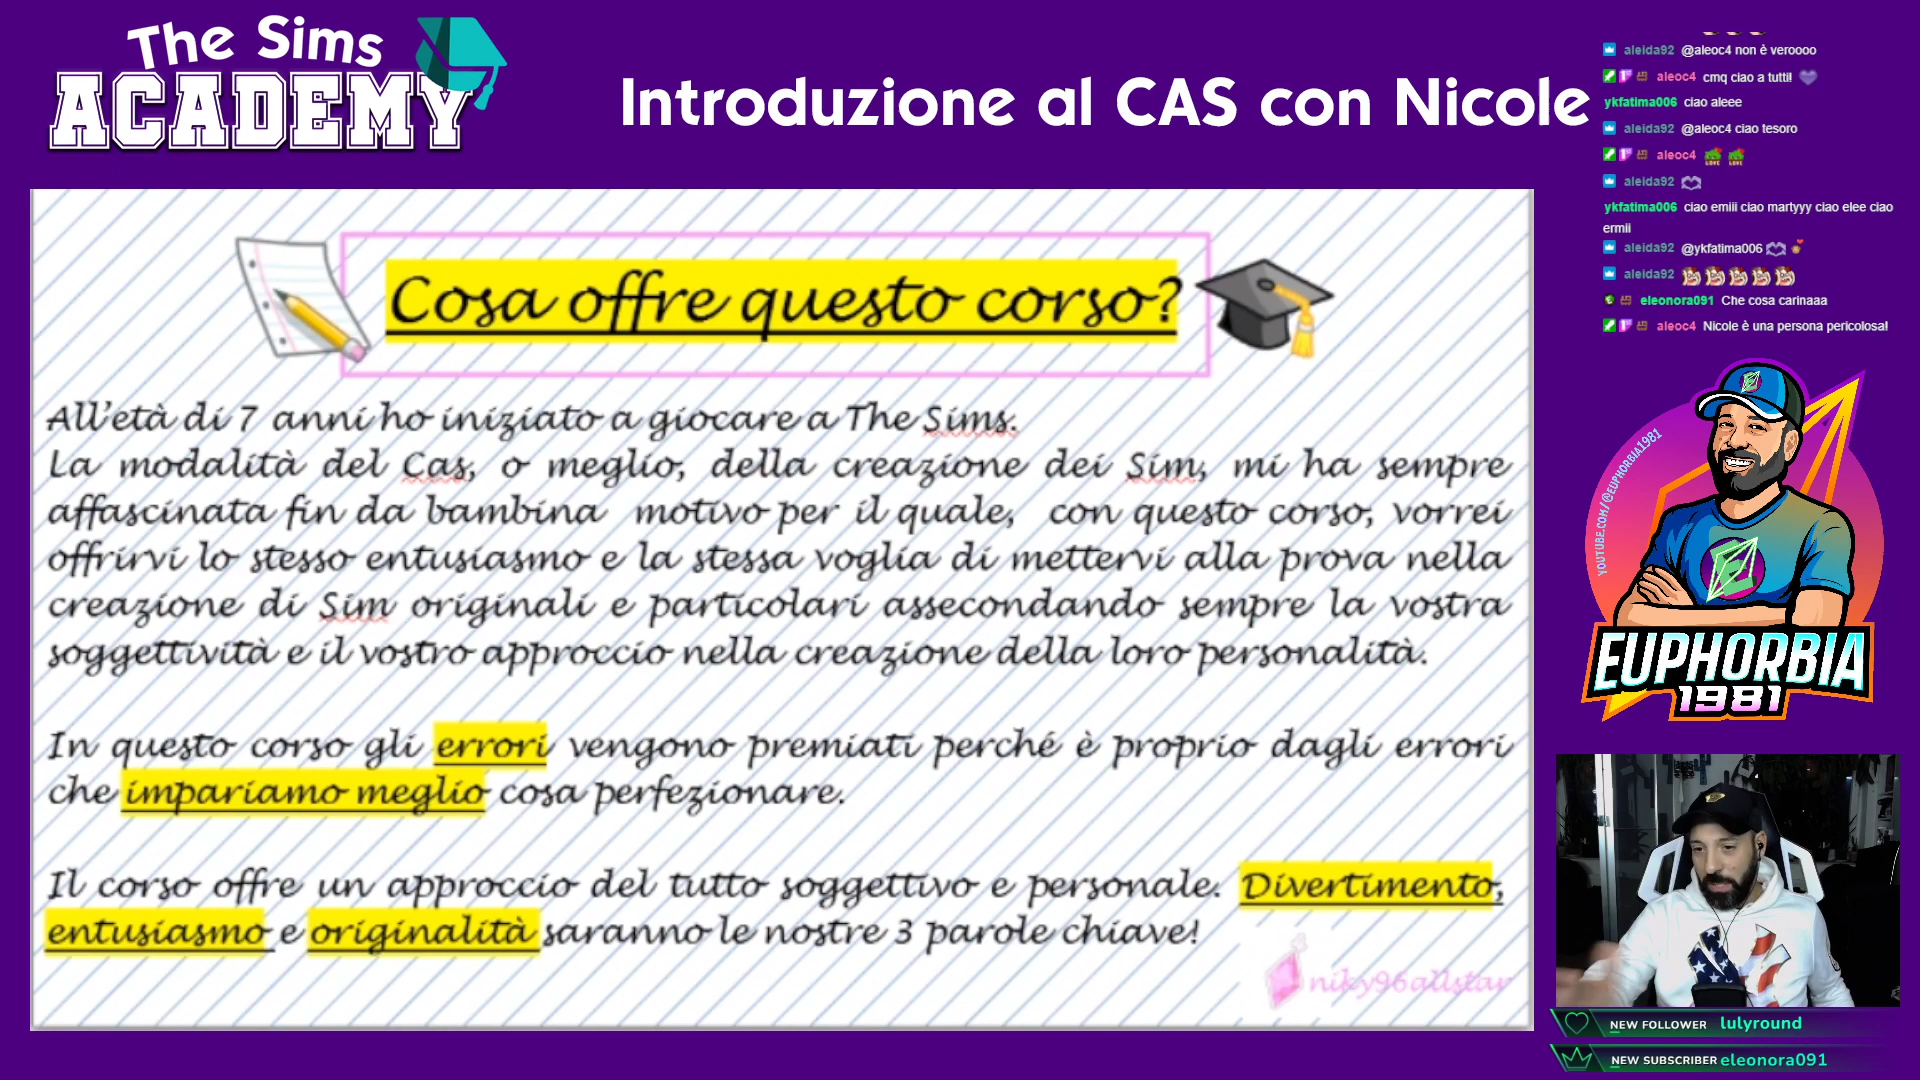 The Sims
ACADEMY
Introduzione al CAS con Nicole
Cosa offre questo corso?
All'età di 7 anni ho iniziato a giocare a The Sims.
La modalità del Cas, o meglio, della creazione dei Sim, mi ha sempre
affascinata fin da bambina motivo per il quale, con questo corso, vorrei
offrirvi lo stesso entusiasmo e la stessa voglia di mettervi alla prova nella
creazione di Sim originali e particolari assecondando sempre la vostra
soggettività e il vostro approccio nella creazione della loro personalità.
In questo corso gli errori vengono premiati perché è proprio dagli errori
che impariamo meglio cosa perfezionare.
Il corso offre un approccio del tutto soggettivo e personale. Divertimento,
entusiasmo e originalità saranno le nostre 3 parole chiave!
niky96allstar
aleida92 @aleoc4 non è veroooo
aleoc4 cmq ciao a tutti!
ykfatima006 ciao aleee
aleida92 @aleoc4 ciao tesoro
aleoc4
aleida92
ykfatima006 ciao emiii ciao martyyy ciao elee ciao
ermii
aleida92 @ykfatima006
aleida92
eleonora091 Che cosa carinaaa
aleoc4 Nicole è una persona pericolosa!
YOUTUBE.COM/@EUPHORBIA1981
EUPHORBIA
1981
NEW FOLLOWER lulyround
NEW SUBSCRIBER eleonora091